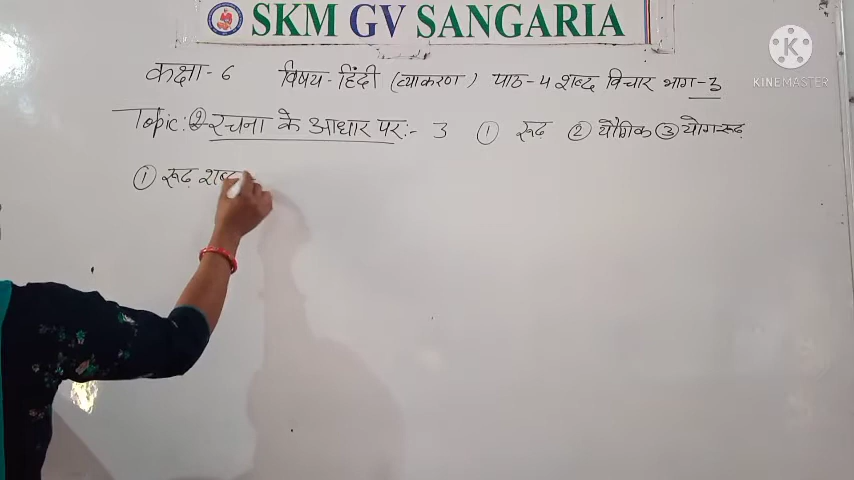 SKM GV SANGARIA
K
KINEMASTER
कक्षा - 6 विषय - हिंदी (व्याकरण) पाठ - 4 शब्द विचार भाग - 3
Topic: ② रचना के आधार पर :- 3 ① रूढ़ ② यौगिक ③ योगरूढ़
① रूढ़ शब्द